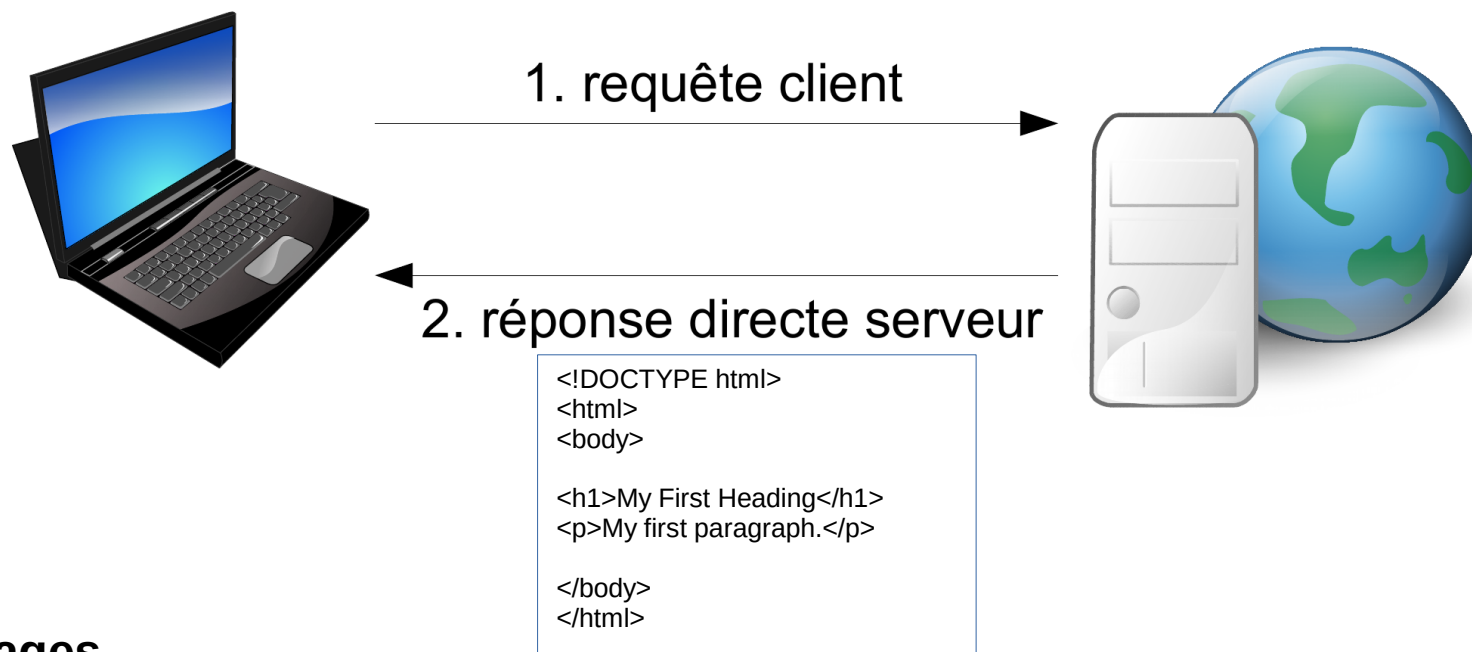 1. requête client
2. réponse directe serveur
<!DOCTYPE html>
<html>
<body>
<h1>My First Heading</h1>
<p>My first paragraph.</p>
</body>
</html>